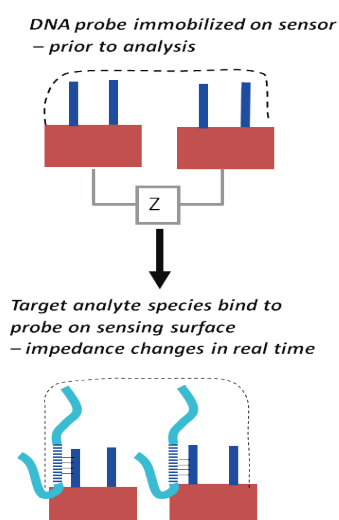 DNA probe immobilized on sensor
– prior to analysis
Z
Target analyte species bind to
probe on sensing surface
– impedance changes in real time